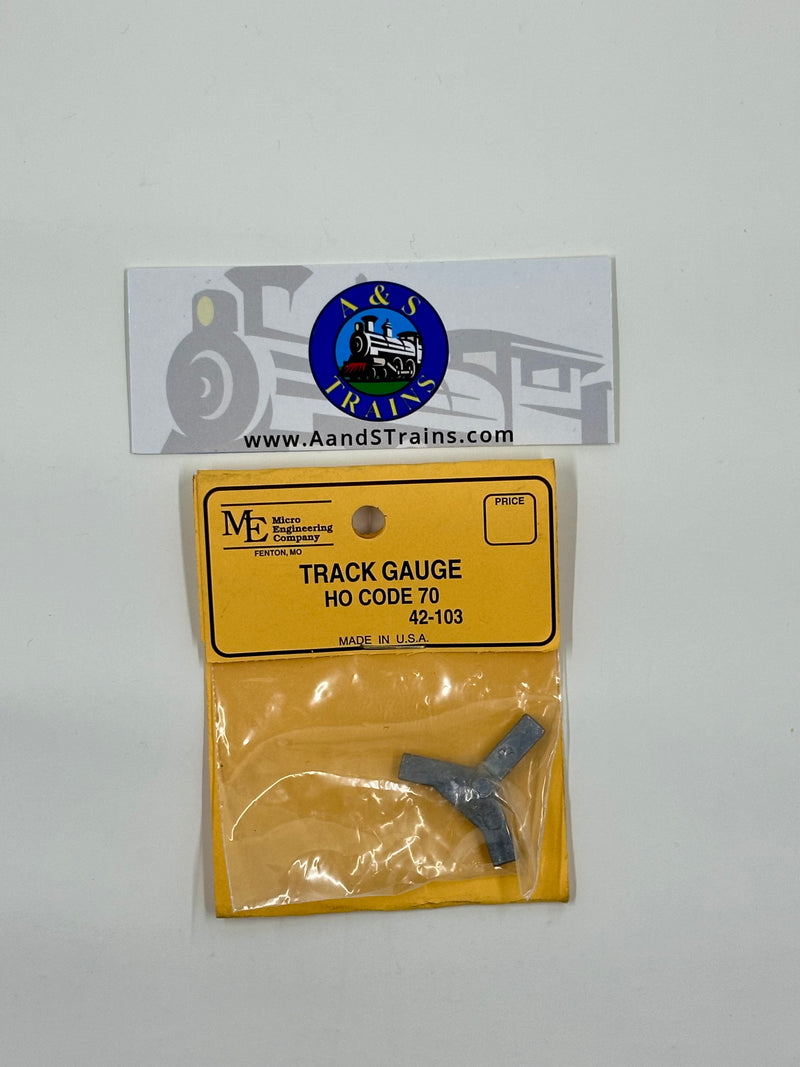 A & S
TRAINS
www.AandSTrains.com
ME Micro
Engineering
Company
FENTON, MO
PRICE
TRACK GAUGE
HO CODE 70
42-103
MADE IN U.S.A.